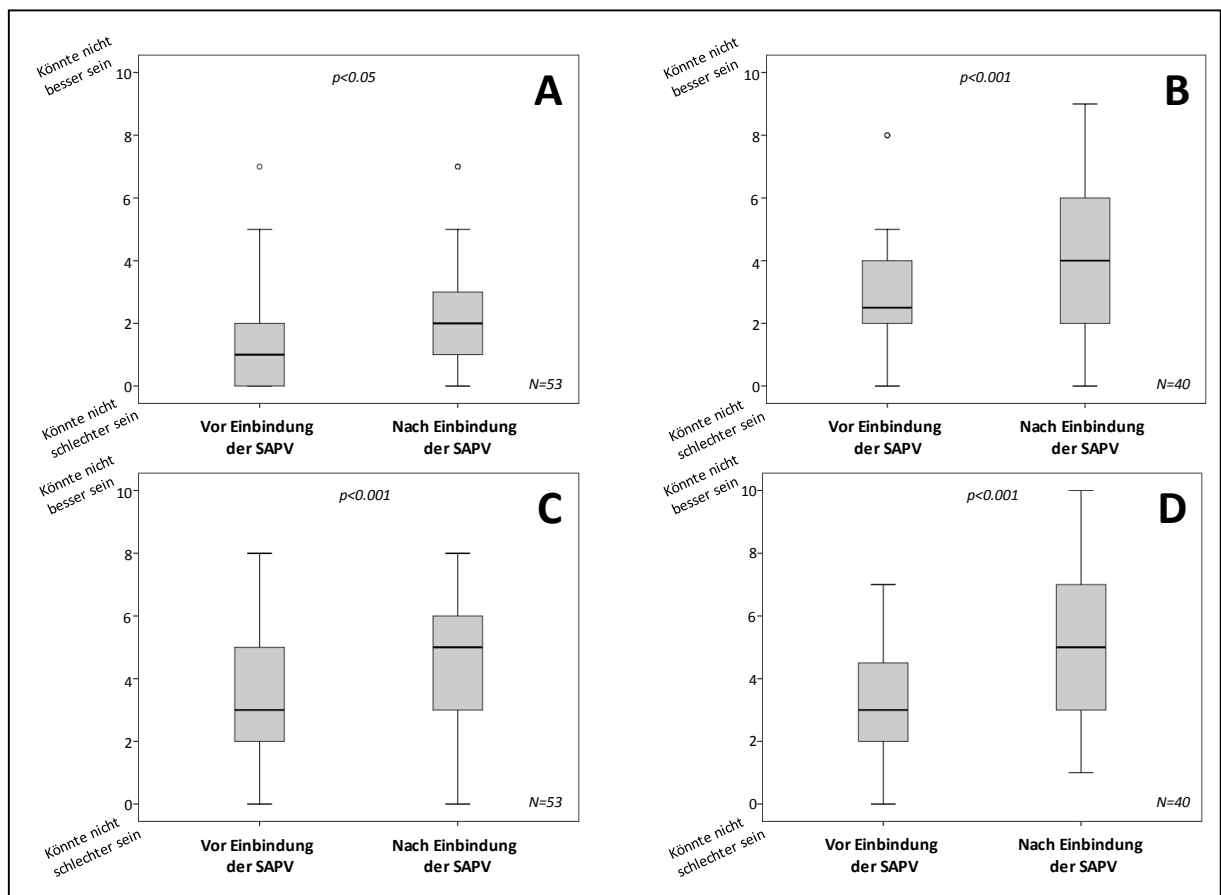 Könnte nicht
besser sein
10
8
6
4
2
0
p<0.05
A
N=53
Könnte nicht
schlechter sein
Vor Einbindung
der SAPV
Nach Einbindung
der SAPV
Könnte nicht
besser sein
10
8
6
4
2
0
p<0.001
B
N=40
Könnte nicht
schlechter sein
Vor Einbindung
der SAPV
Nach Einbindung
der SAPV
Könnte nicht
besser sein
10
8
6
4
2
0
p<0.001
C
N=53
Könnte nicht
schlechter sein
Vor Einbindung
der SAPV
Nach Einbindung
der SAPV
Könnte nicht
besser sein
10
8
6
4
2
0
p<0.001
D
N=40
Könnte nicht
schlechter sein
Vor Einbindung
der SAPV
Nach Einbindung
der SAPV